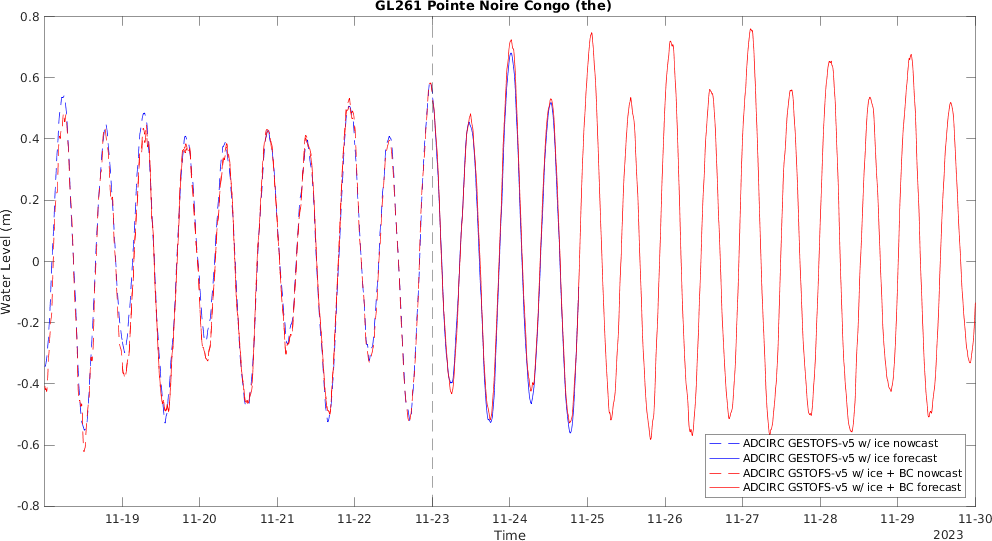 GL261 Pointe Noire Congo (the)
Water Level (m)
0.8
0.6
0.4
0.2
0
-0.2
-0.4
-0.6
-0.8
ADCIRC GESTOFS-v5 w/ ice nowcast
ADCIRC GESTOFS-v5 w/ ice forecast
ADCIRC GSTOFS-v5 w/ ice + BC nowcast
ADCIRC GSTOFS-v5 w/ ice + BC forecast
11-19 11-20 11-21 11-22 11-23 11-24 11-25 11-26 11-27 11-28 11-29 11-30
Time
2023